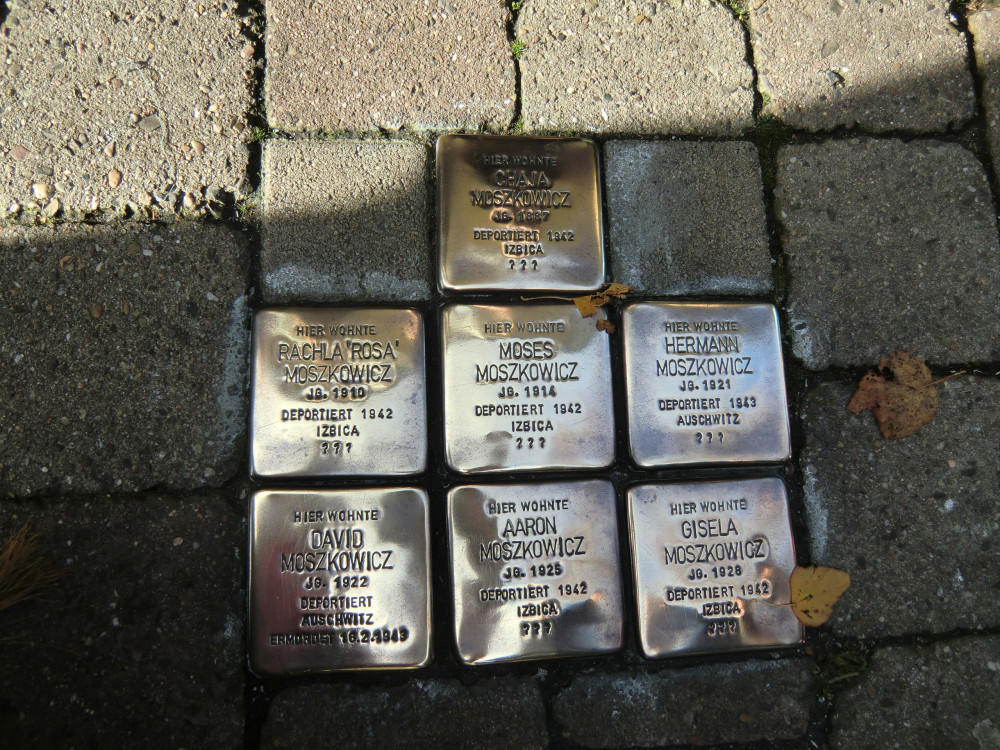 HIER WOHNTE
CHAJA
MOSZKOWICZ
JG. 1887
DEPORTIERT 1942
IZBICA
???
HIER WOHNTE
RACHLA 'ROSA'
MOSZKOWICZ
JG. 1910
DEPORTIERT 1942
IZBICA
???
HIER WOHNTE
MOSES
MOSZKOWICZ
JG. 1914
DEPORTIERT 1942
IZBICA
???
HIER WOHNTE
HERMANN
MOSZKOWICZ
JG. 1921
DEPORTIERT 1943
AUSCHWITZ
???
HIER WOHNTE
DAVID
MOSZKOWICZ
JG. 1922
DEPORTIERT
AUSCHWITZ
ERMORDET 16.2.1943
HIER WOHNTE
AARON
MOSZKOWICZ
JG. 1925
DEPORTIERT 1942
IZBICA
???
HIER WOHNTE
GISELA
MOSZKOWICZ
JG. 1928
DEPORTIERT 1942
IZBICA
???